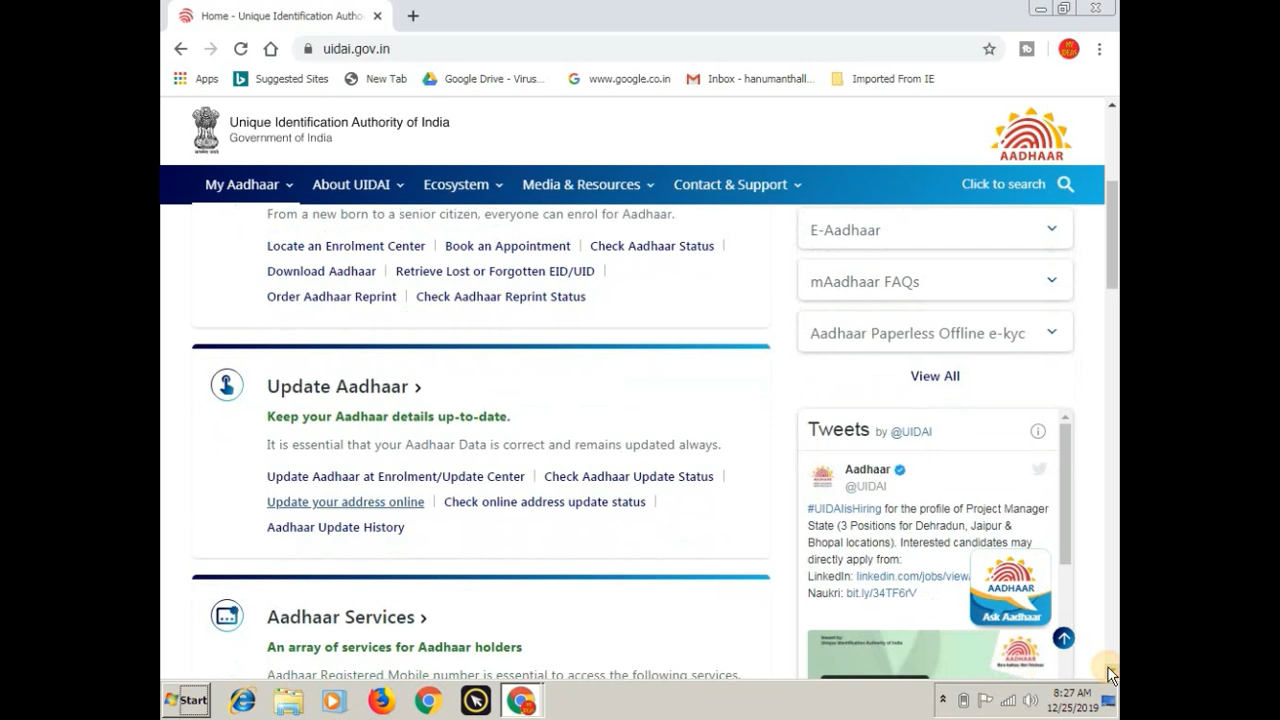 Home - Unique Identification Autho
uidai.gov.in
MY IDEAS
Apps Suggested Sites New Tab Google Drive - Virus... www.google.co.in Inbox - hanumanthall... Imported From IE
Unique Identification Authority of India
Government of India
AADHAAR
My Aadhaar About UIDAI Ecosystem Media & Resources Contact & Support Click to search
From a new born to a senior citizen, everyone can enrol for Aadhaar.
Locate an Enrolment Center | Book an Appointment | Check Aadhaar Status |
Download Aadhaar | Retrieve Lost or Forgotten EID/UID |
Order Aadhaar Reprint | Check Aadhaar Reprint Status
Update Aadhaar ›
Keep your Aadhaar details up-to-date.
It is essential that your Aadhaar Data is correct and remains updated always.
Update Aadhaar at Enrolment/Update Center | Check Aadhaar Update Status |
Update your address online | Check online address update status |
Aadhaar Update History
Aadhaar Services ›
An array of services for Aadhaar holders
Aadhaar Registered Mobile number is essential to access the following services.
E-Aadhaar
mAadhaar FAQs
Aadhaar Paperless Offline e-kyc
View All
Tweets by @UIDAI
Aadhaar
@UIDAI
#UIDAIisHiring for the profile of Project Manager
State (3 Positions for Dehradun, Jaipur &
Bhopal locations). Interested candidates may
directly apply from:
LinkedIn: linkedin.com/jobs/view
Naukri: bit.ly/34TF6rV
AADHAAR
Ask Aadhaar
Unique Identification Authority of India
AADHAAR
Start
8:27 AM
12/25/2019